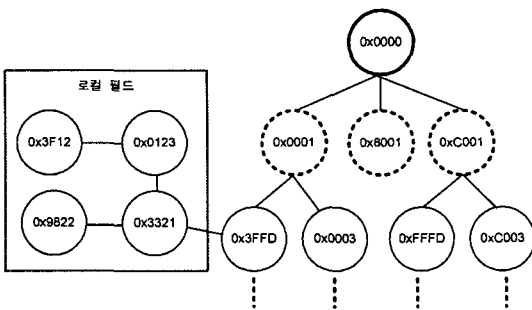 0x0000
로컬 필드
0x3F12
0x0123
0x0001
0x8001
0xC001
0x9822
0x3321
0x3FFD
0x0003
0xFFFD
0xC003